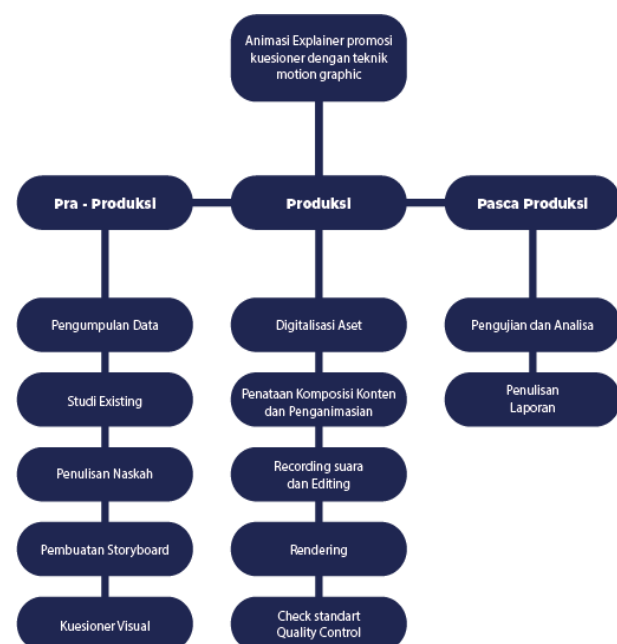 Animasi Explainer promosi
kuesioner dengan teknik
motion graphic
Pra - Produksi
Produksi
Pasca Produksi
Pengumpulan Data
Digitalisasi Aset
Pengujian dan Analisa
Studi Existing
Penataan Komposisi Konten
dan Penganimasian
Penulisan
Laporan
Penulisan Naskah
Recording suara
dan Editing
Pembuatan Storyboard
Rendering
Kuesioner Visual
Check standart
Quality Control